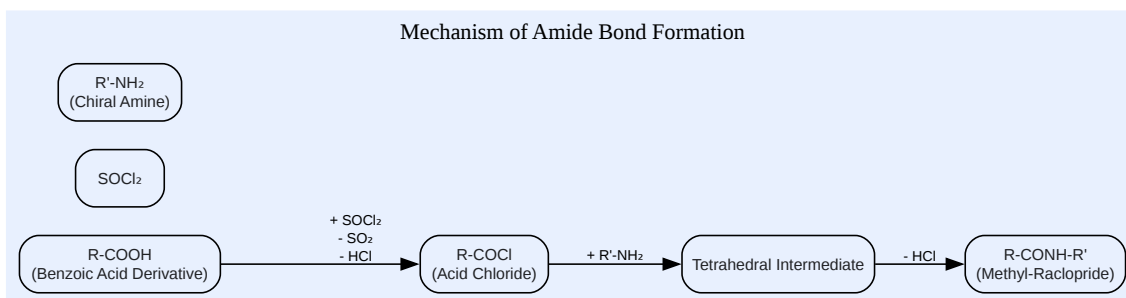 Mechanism of Amide Bond Formation
R'-NH₂
(Chiral Amine)
SOCl₂
R-COOH
(Benzoic Acid Derivative)
+ SOCl₂
- SO₂
- HCl
R-COCl
(Acid Chloride)
+ R'-NH₂
Tetrahedral Intermediate
- HCl
R-CONH-R'
(Methyl-Raclopride)